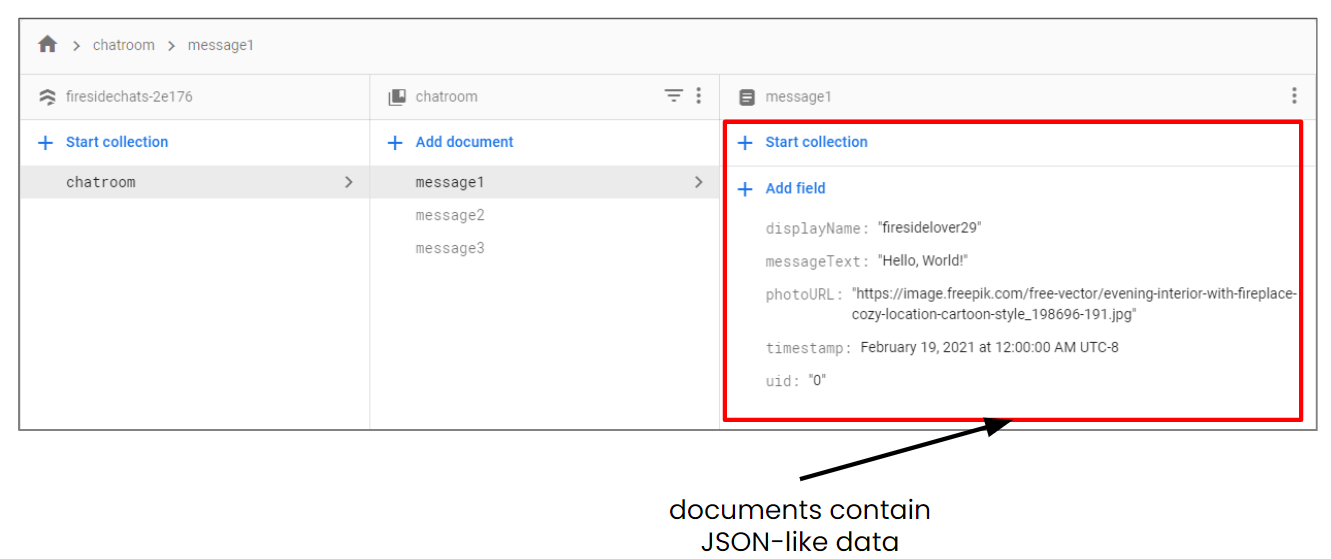 chatroom > message1
firesidechats-2e176
chatroom
message1
+ Start collection
+ Add document
+ Start collection
chatroom
message1
message2
message3
+ Add field
displayName: "firesidelover29"
messageText: "Hello, World!"
photoURL: "https://image.freepik.com/free-vector/evening-interior-with-fireplace-
cozy-location-cartoon-style_198696-191.jpg"
timestamp: February 19, 2021 at 12:00:00 AM UTC-8
uid: "0"
documents contain
JSON-like data